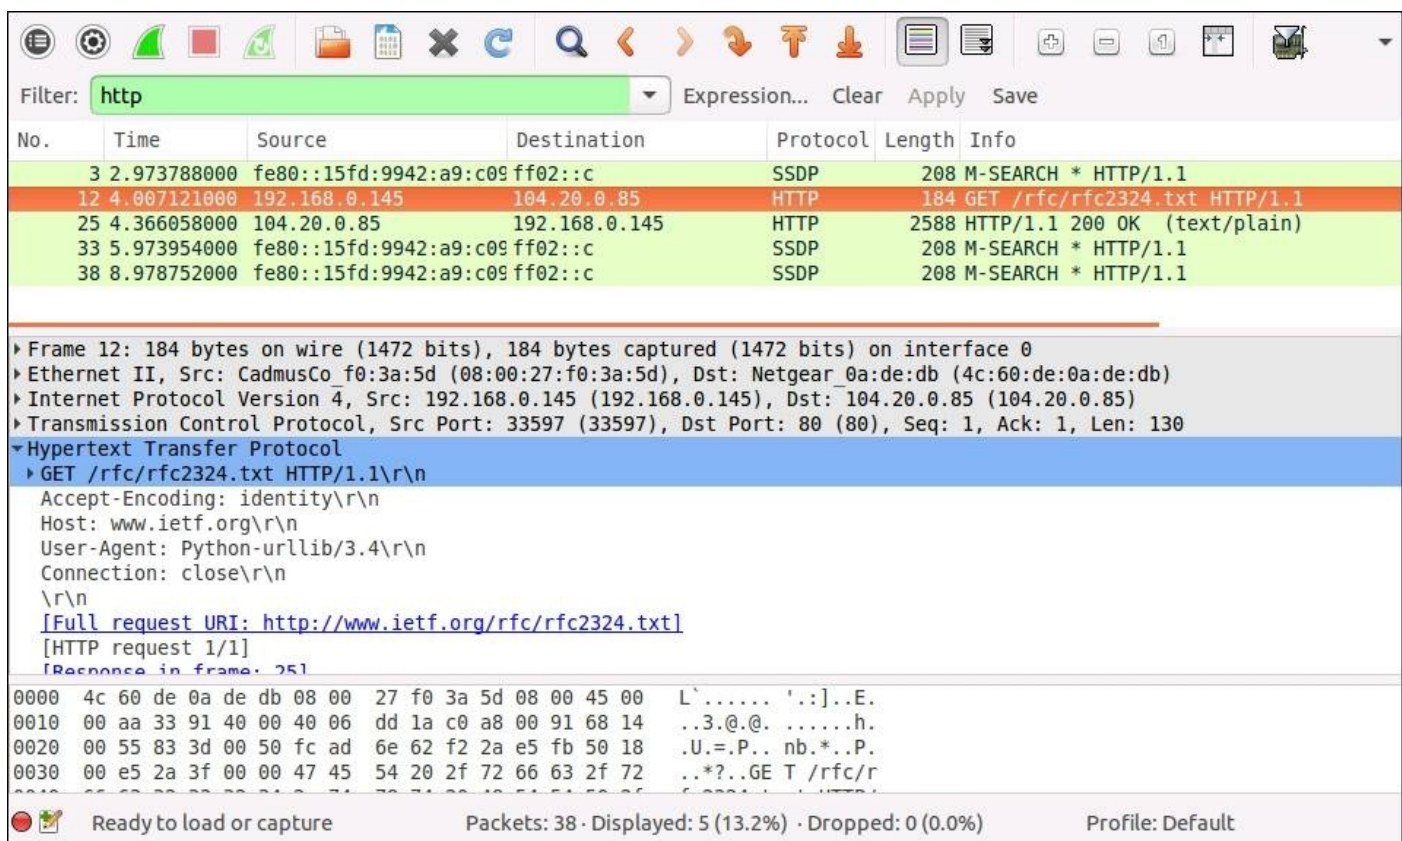 Filter: http Expression... Clear Apply Save
No. Time Source Destination Protocol Length Info
3 2.973788000 fe80::15fd:9942:a9:c09 ff02::c SSDP 208 M-SEARCH * HTTP/1.1
12 4.007121000 192.168.0.145 104.20.0.85 HTTP 184 GET /rfc/rfc2324.txt HTTP/1.1
25 4.366058000 104.20.0.85 192.168.0.145 HTTP 2588 HTTP/1.1 200 OK (text/plain)
33 5.973954000 fe80::15fd:9942:a9:c09 ff02::c SSDP 208 M-SEARCH * HTTP/1.1
38 8.978752000 fe80::15fd:9942:a9:c09 ff02::c SSDP 208 M-SEARCH * HTTP/1.1
Frame 12: 184 bytes on wire (1472 bits), 184 bytes captured (1472 bits) on interface 0
Ethernet II, Src: CadmusCo_f0:3a:5d (08:00:27:f0:3a:5d), Dst: Netgear_0a:de:db (4c:60:de:0a:de:db)
Internet Protocol Version 4, Src: 192.168.0.145 (192.168.0.145), Dst: 104.20.0.85 (104.20.0.85)
Transmission Control Protocol, Src Port: 33597 (33597), Dst Port: 80 (80), Seq: 1, Ack: 1, Len: 130
Hypertext Transfer Protocol
GET /rfc/rfc2324.txt HTTP/1.1\r\n
Accept-Encoding: identity\r\n
Host: www.ietf.org\r\n
User-Agent: Python-urllib/3.4\r\n
Connection: close\r\n
\r\n
[Full request URI: http://www.ietf.org/rfc/rfc2324.txt]
[HTTP request 1/1]
[Response in frame: 25]
0000 4c 60 de 0a de db 08 00 27 f0 3a 5d 08 00 45 00 L`...... '.:]..E.
0010 00 aa 33 91 40 00 40 06 dd 1a c0 a8 00 91 68 14 ..3.@.@. ......h.
0020 00 55 83 3d 00 50 fc ad 6e 62 f2 2a e5 fb 50 18 .U.=.P.. nb.*..P.
0030 00 e5 2a 3f 00 00 47 45 54 20 2f 72 66 63 2f 72 ..*?..GE T /rfc/r
Ready to load or capture Packets: 38 · Displayed: 5 (13.2%) · Dropped: 0 (0.0%) Profile: Default